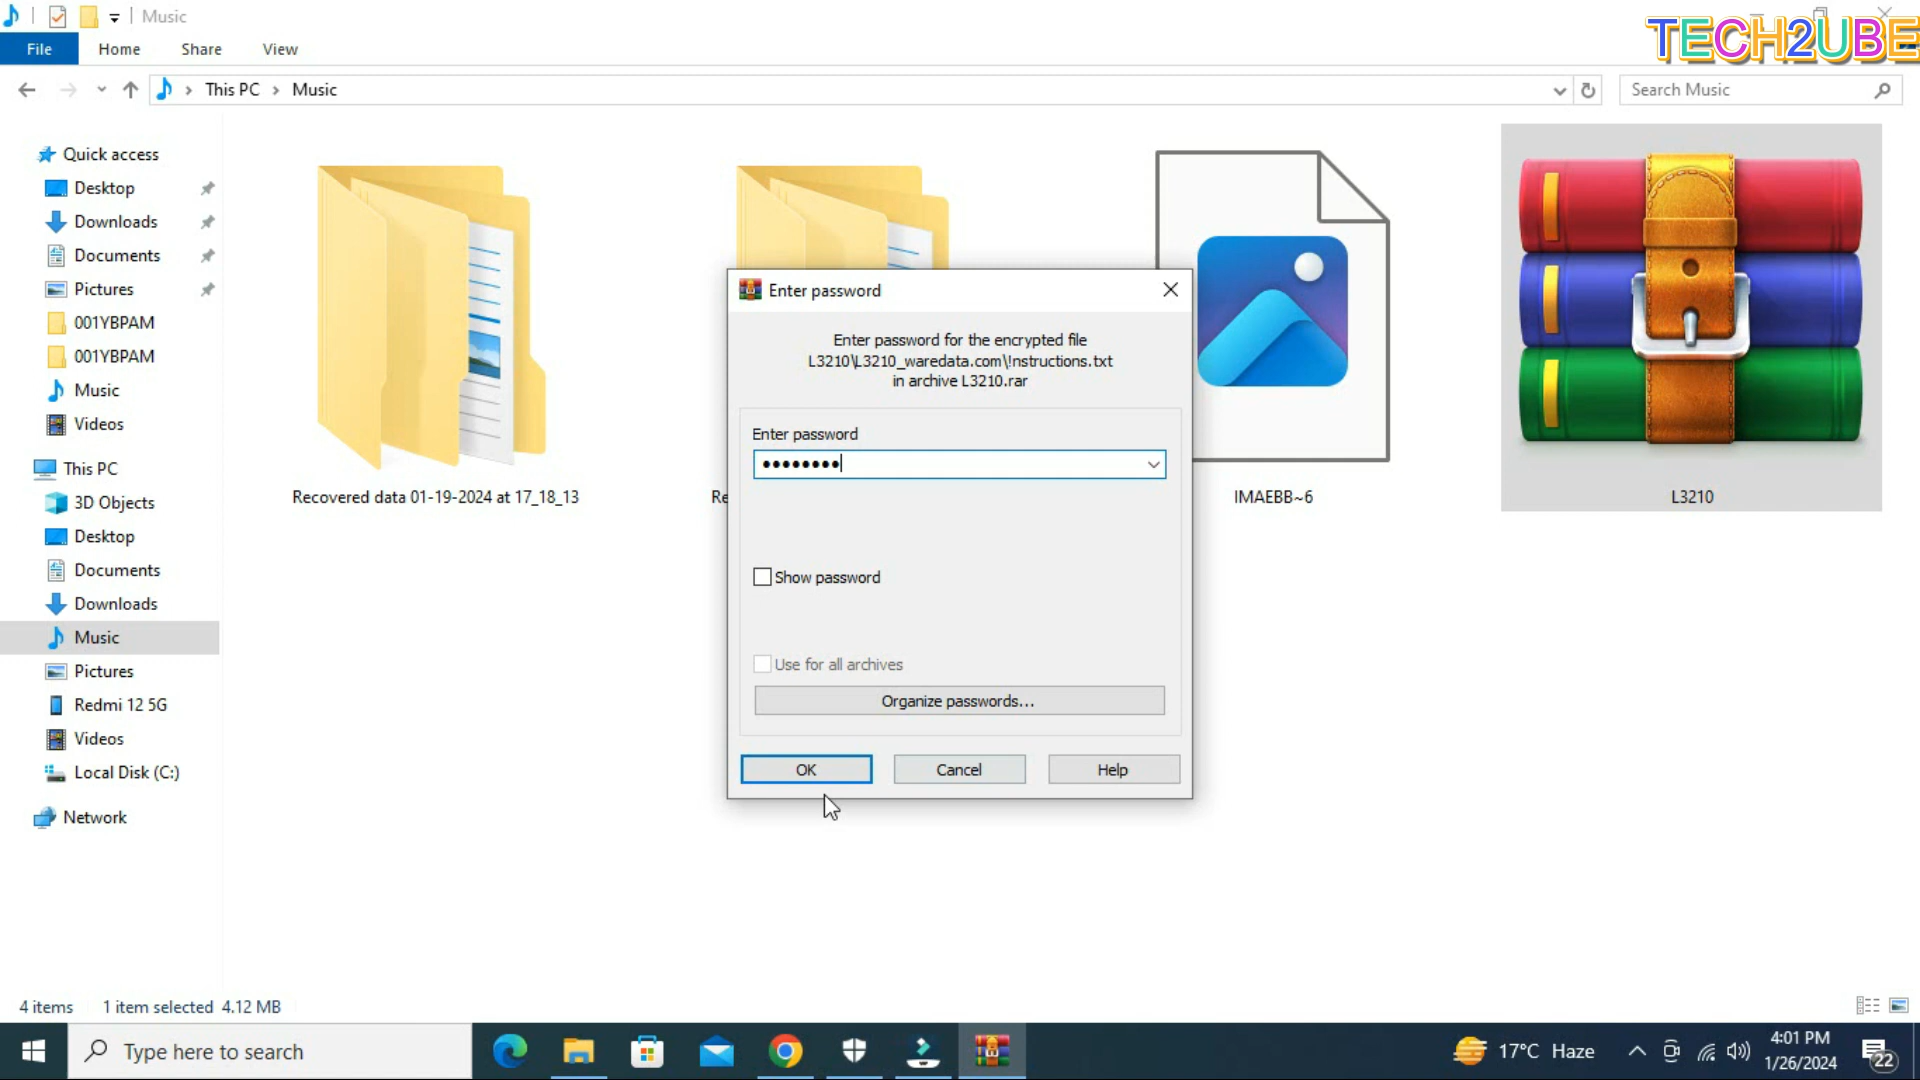 Music
TECH2UBE
File
Home
Share
View
This PC
Music
Search Music
Quick access
Desktop
Downloads
Documents
Pictures
001YBPAM
001YBPAM
Music
Videos
This PC
3D Objects
Desktop
Documents
Downloads
Music
Pictures
Redmi 12 5G
Videos
Local Disk (C:)
Network
Recovered data 01-19-2024 at 17_18_13
Re
IMAEBB~6
L3210
Enter password
Enter password for the encrypted file
L3210\L3210_waredata.com\!nstructions.txt
in archive L3210.rar
Enter password
Show password
Use for all archives
Organize passwords...
OK
Cancel
Help
4 items
1 item selected 4.12 MB
Type here to search
17°C Haze
4:01 PM
1/26/2024
22